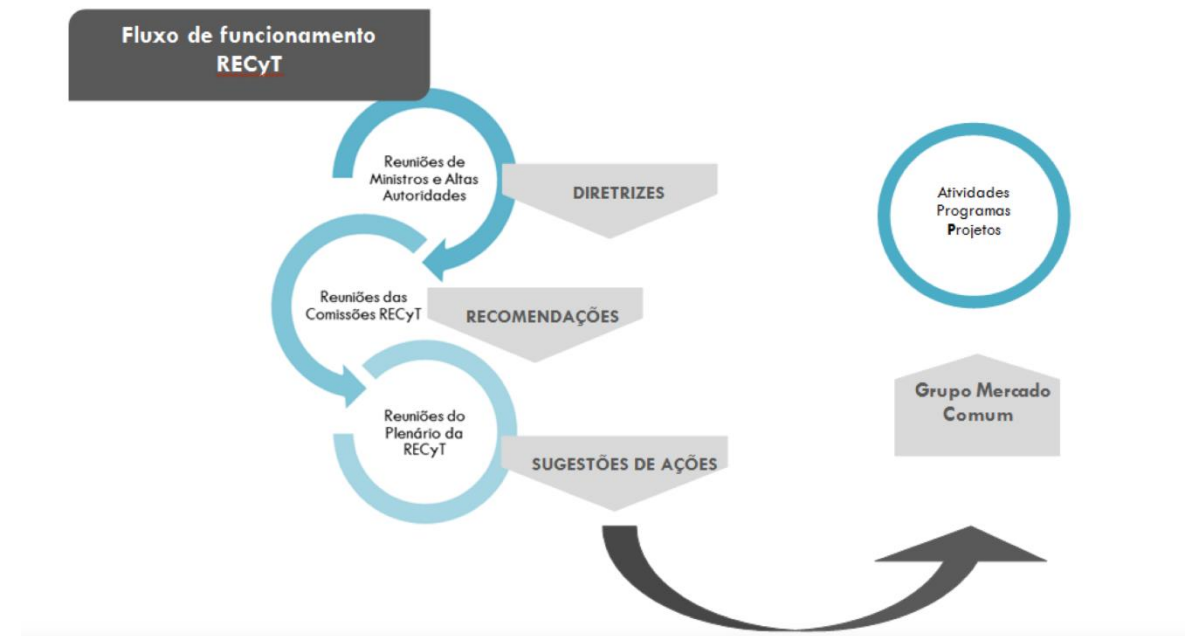 Fluxo de funcionamento
RECyT
Reuniões de
Ministros e Altas
Autoridades
DIRETRIZES
Reuniões das
Comissões RECyT
RECOMENDAÇÕES
Reuniões do
Plenário da
RECyT
SUGESTÕES DE AÇÕES
Atividades
Programas
Projetos
Grupo Mercado
Comum